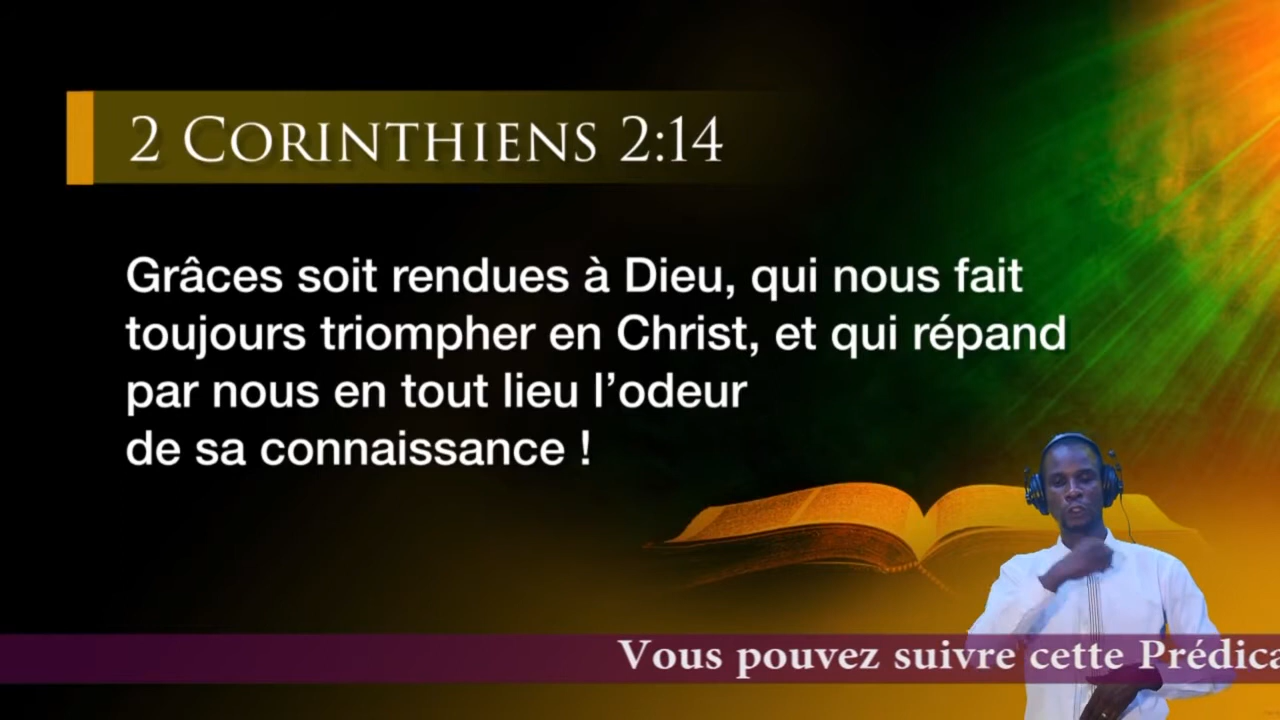 2 Corinthiens 2:14
Grâces soit rendues à Dieu, qui nous fait
toujours triompher en Christ, et qui répand
par nous en tout lieu l’odeur
de sa connaissance !
Vous pouvez suivre cette